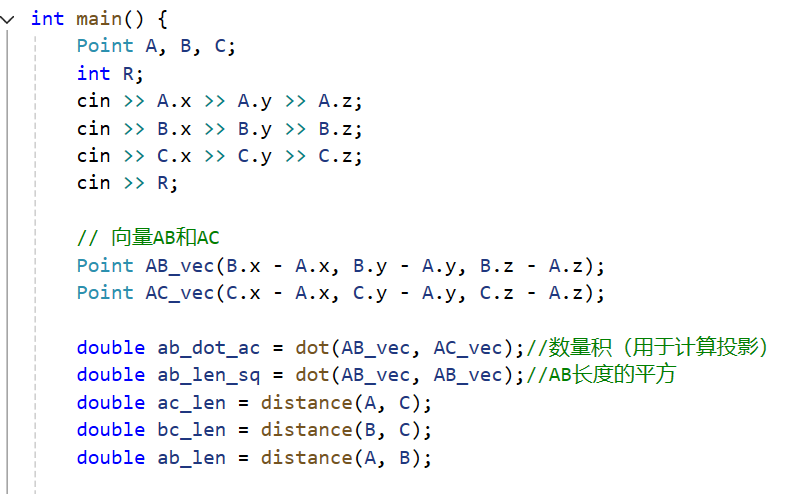 int main() {
Point A, B, C;
int R;
cin >> A.x >> A.y >> A.z;
cin >> B.x >> B.y >> B.z;
cin >> C.x >> C.y >> C.z;
cin >> R;
// 向量AB和AC
Point AB_vec(B.x - A.x, B.y - A.y, B.z - A.z);
Point AC_vec(C.x - A.x, C.y - A.y, C.z - A.z);
double ab_dot_ac = dot(AB_vec, AC_vec);//数量积（用于计算投影）
double ab_len_sq = dot(AB_vec, AB_vec);//AB长度的平方
double ac_len = distance(A, C);
double bc_len = distance(B, C);
double ab_len = distance(A, B);